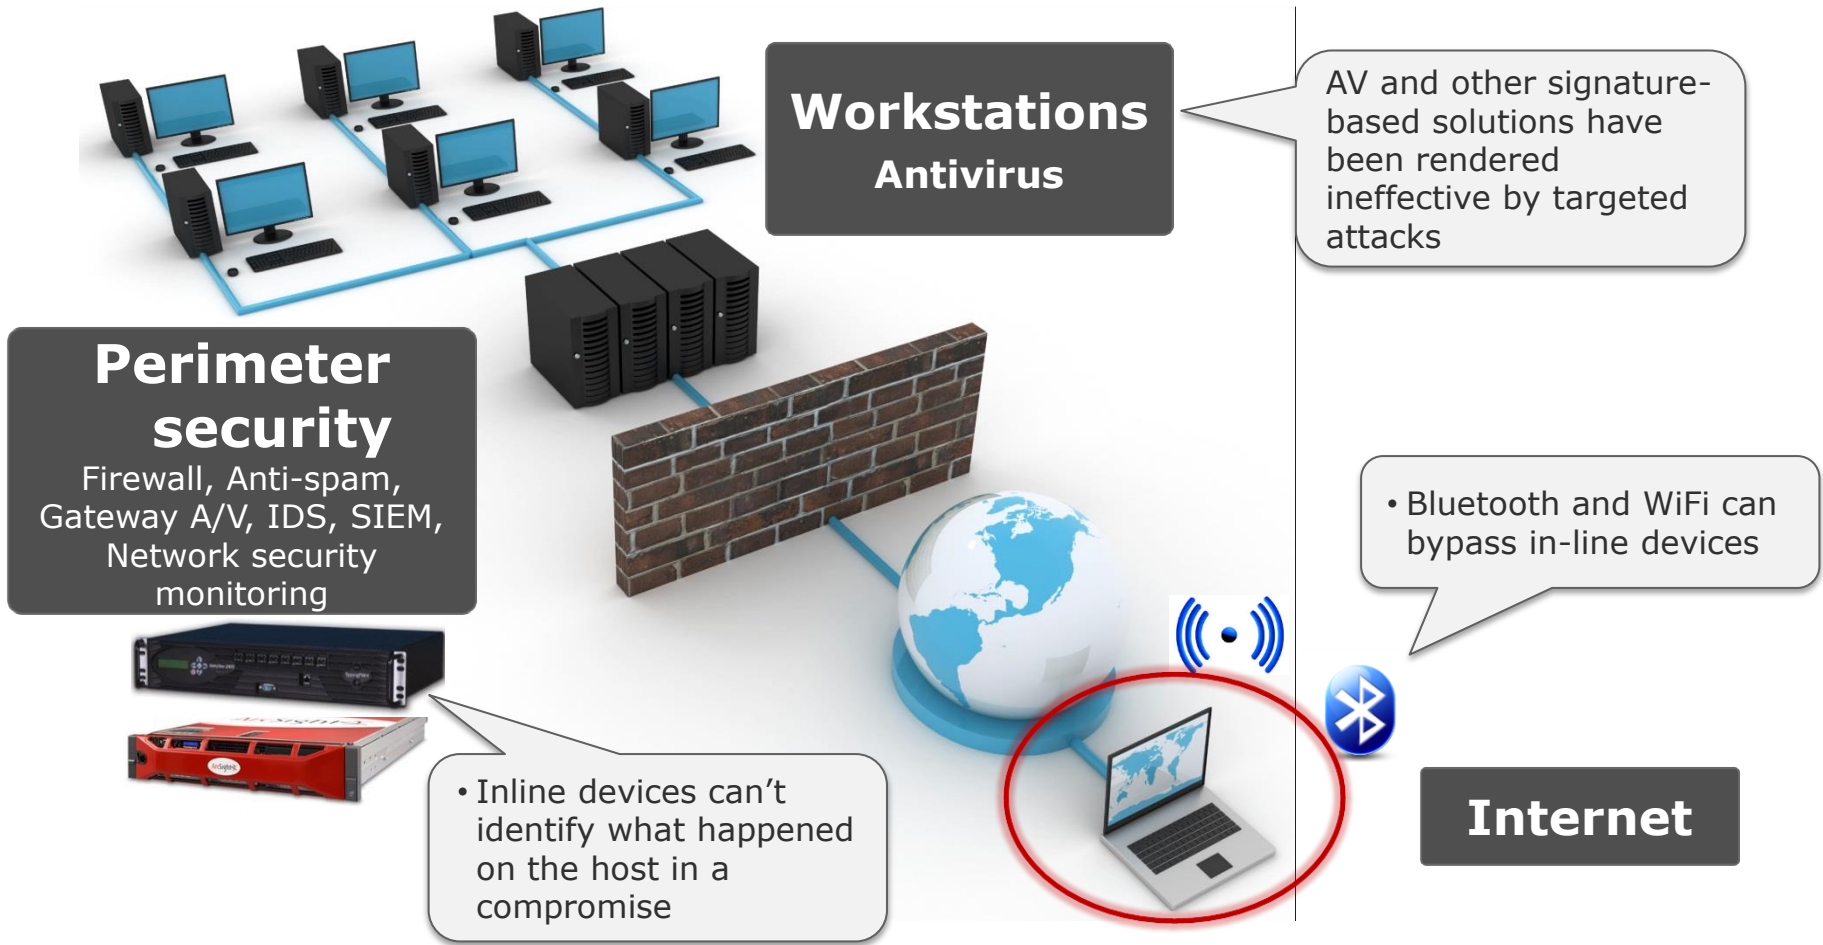 Workstations
Antivirus
AV and other signature-
based solutions have
been rendered
ineffective by targeted
attacks
Perimeter
security
Firewall, Anti-spam,
Gateway A/V, IDS, SIEM,
Network security
monitoring
• Bluetooth and WiFi can
bypass in-line devices
ArcSight
ArcSight
• Inline devices can’t
identify what happened
on the host in a
compromise
Internet